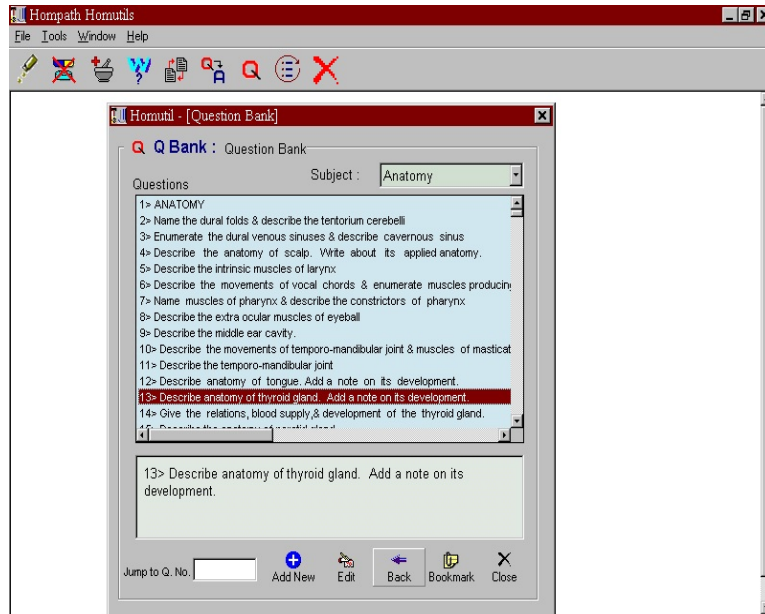 Hompath Homutils
File Tools Window Help
Homutil - [Question Bank]
Q Q Bank : Question Bank
Subject : Anatomy
Questions
1> ANATOMY
2> Name the dural folds & describe the tentorium cerebelli
3> Enumerate the dural venous sinuses & describe cavernous sinus
4> Describe the anatomy of scalp. Write about its applied anatomy.
5> Describe the intrinsic muscles of larynx
6> Describe the movements of vocal chords & enumerate muscles producing
7> Name muscles of pharynx & describe the constrictors of pharynx
8> Describe the extra ocular muscles of eyeball
9> Describe the middle ear cavity.
10> Describe the movements of temporo-mandibular joint & muscles of masticat
11> Describe the temporo-mandibular joint
12> Describe anatomy of tongue. Add a note on its development.
13> Describe anatomy of thyroid gland. Add a note on its development.
14> Give the relations, blood supply,& development of the thyroid gland.
13> Describe anatomy of thyroid gland. Add a note on its
development.
Jump to Q. No. Add New Edit Back Bookmark Close